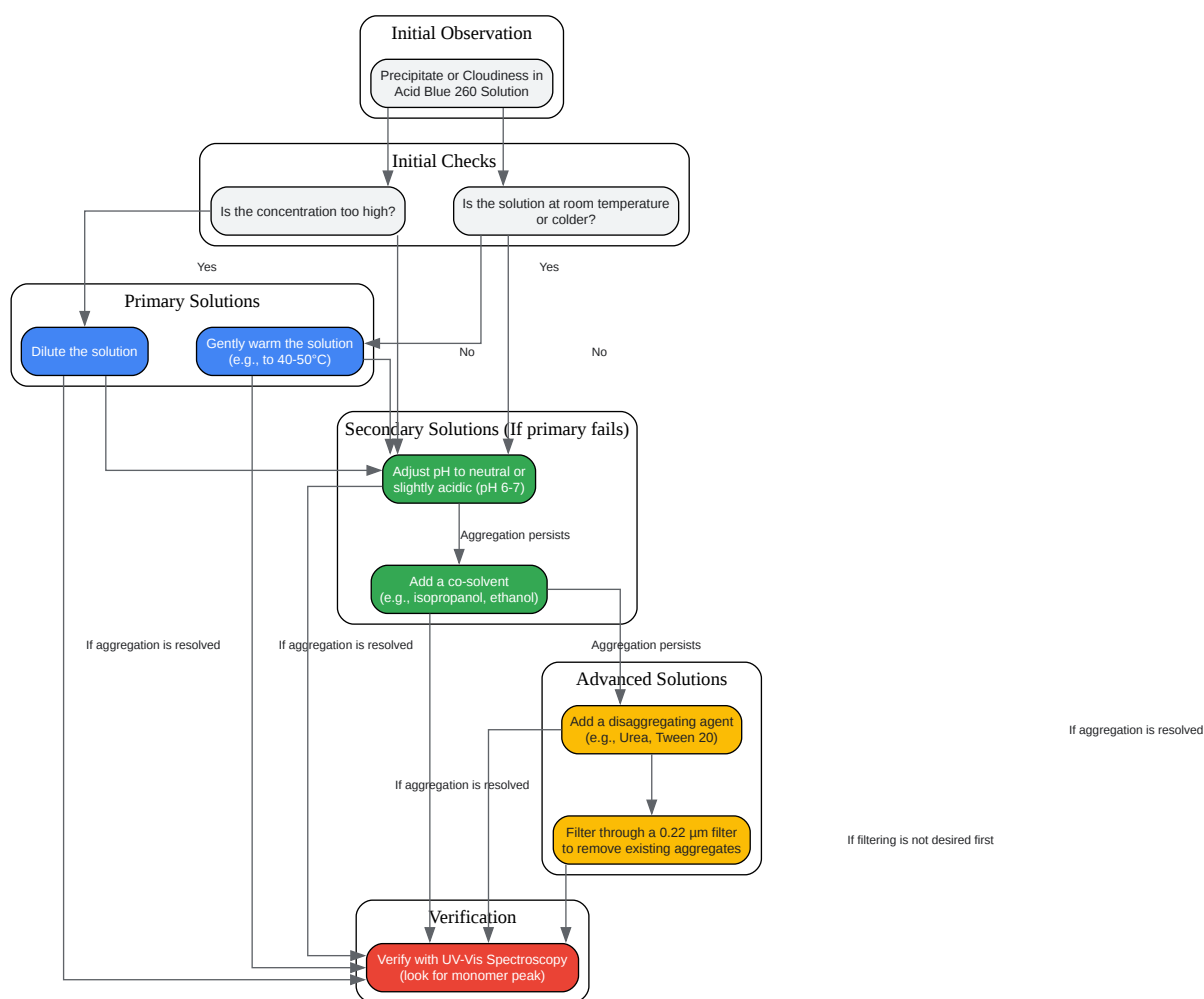 Initial Observation
Precipitate or Cloudiness in
Acid Blue 260 Solution
Initial Checks
Is the concentration too high?
Is the solution at room temperature
or colder?
Yes
Yes
Primary Solutions
Dilute the solution
Gently warm the solution
(e.g., to 40-50°C)
No
No
Secondary Solutions (If primary fails)
Adjust pH to neutral or
slightly acidic (pH 6-7)
Aggregation persists
Add a co-solvent
(e.g., isopropanol, ethanol)
If aggregation is resolved
If aggregation is resolved
Aggregation persists
Advanced Solutions
Add a disaggregating agent
(e.g., Urea, Tween 20)
If aggregation is resolved
If aggregation is resolved
Filter through a 0.22 µm filter
to remove existing aggregates
If filtering is not desired first
Verification
Verify with UV-Vis Spectroscopy
(look for monomer peak)